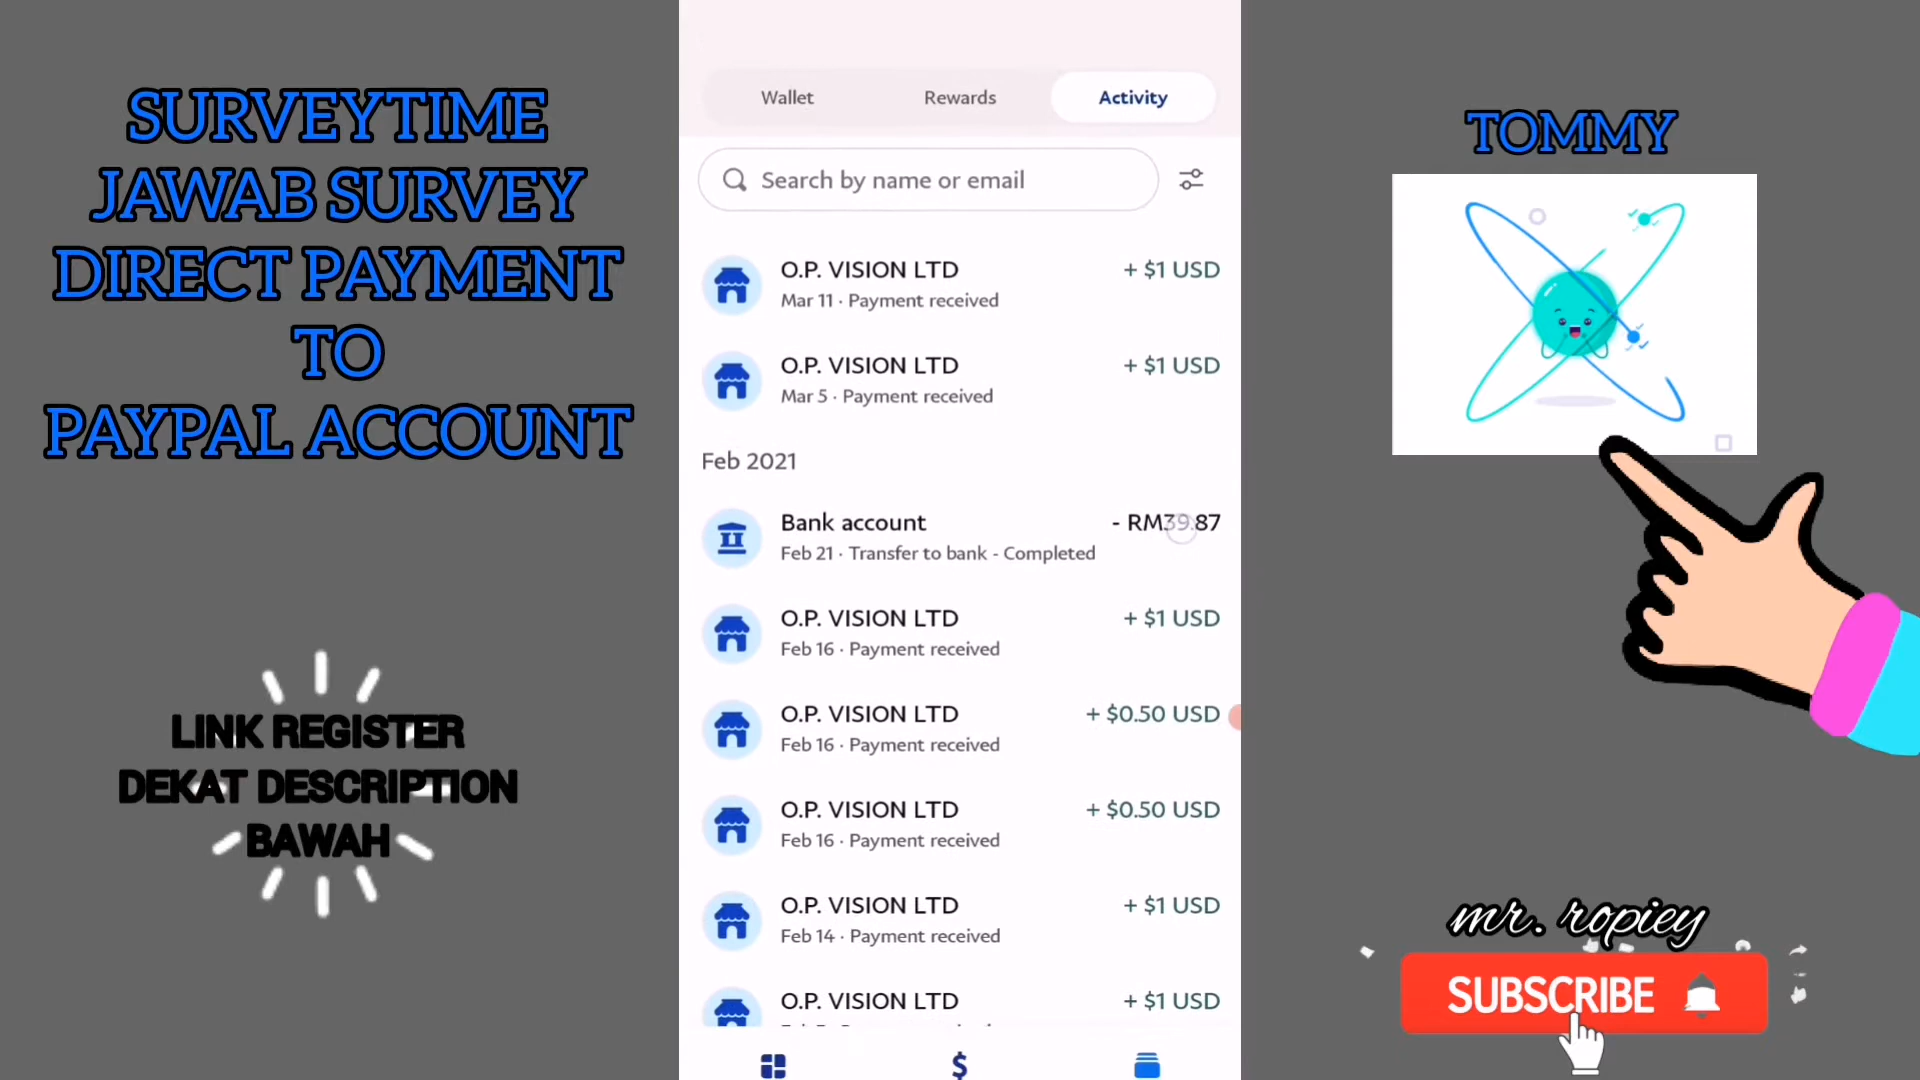 SURVEYTIME
JAWAB SURVEY
DIRECT PAYMENT
TO
PAYPAL ACCOUNT
LINK REGISTER
DEKAT DESCRIPTION
BAWAH
Wallet
Rewards
Activity
Search by name or email
O.P. VISION LTD
+ $1 USD
Mar 11 · Payment received
O.P. VISION LTD
+ $1 USD
Mar 5 · Payment received
Feb 2021
Bank account
- RM39.87
Feb 21 · Transfer to bank - Completed
O.P. VISION LTD
+ $1 USD
Feb 16 · Payment received
O.P. VISION LTD
+ $0.50 USD
Feb 16 · Payment received
O.P. VISION LTD
+ $0.50 USD
Feb 16 · Payment received
O.P. VISION LTD
+ $1 USD
Feb 14 · Payment received
O.P. VISION LTD
+ $1 USD
TOMMY
mr. ropiey
SUBSCRIBE